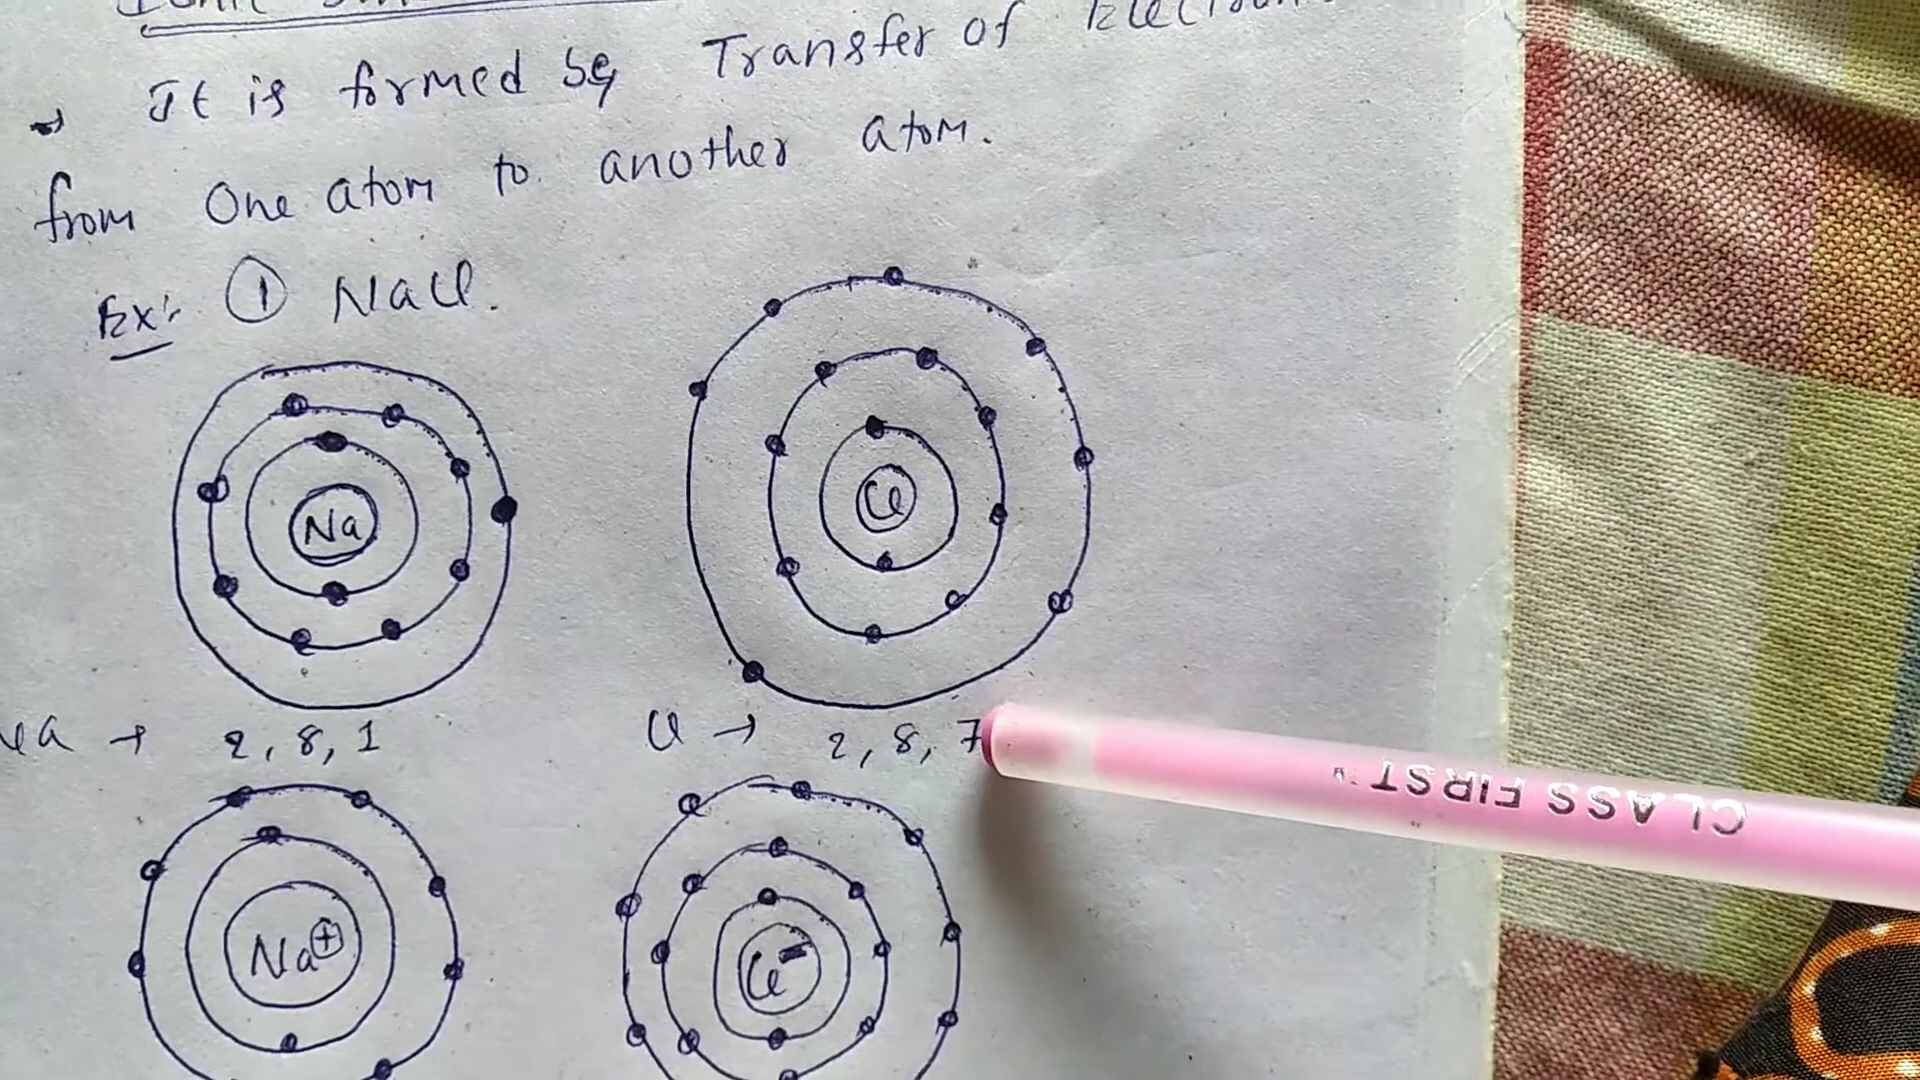 It is formed by Transfer of
from One atom to another atom.
Ex:- ① NaCl.
Na
Cl
2, 8, 1
Cl → 2, 8, 7
CLASS FIRST
Na⊕
Cl⁻